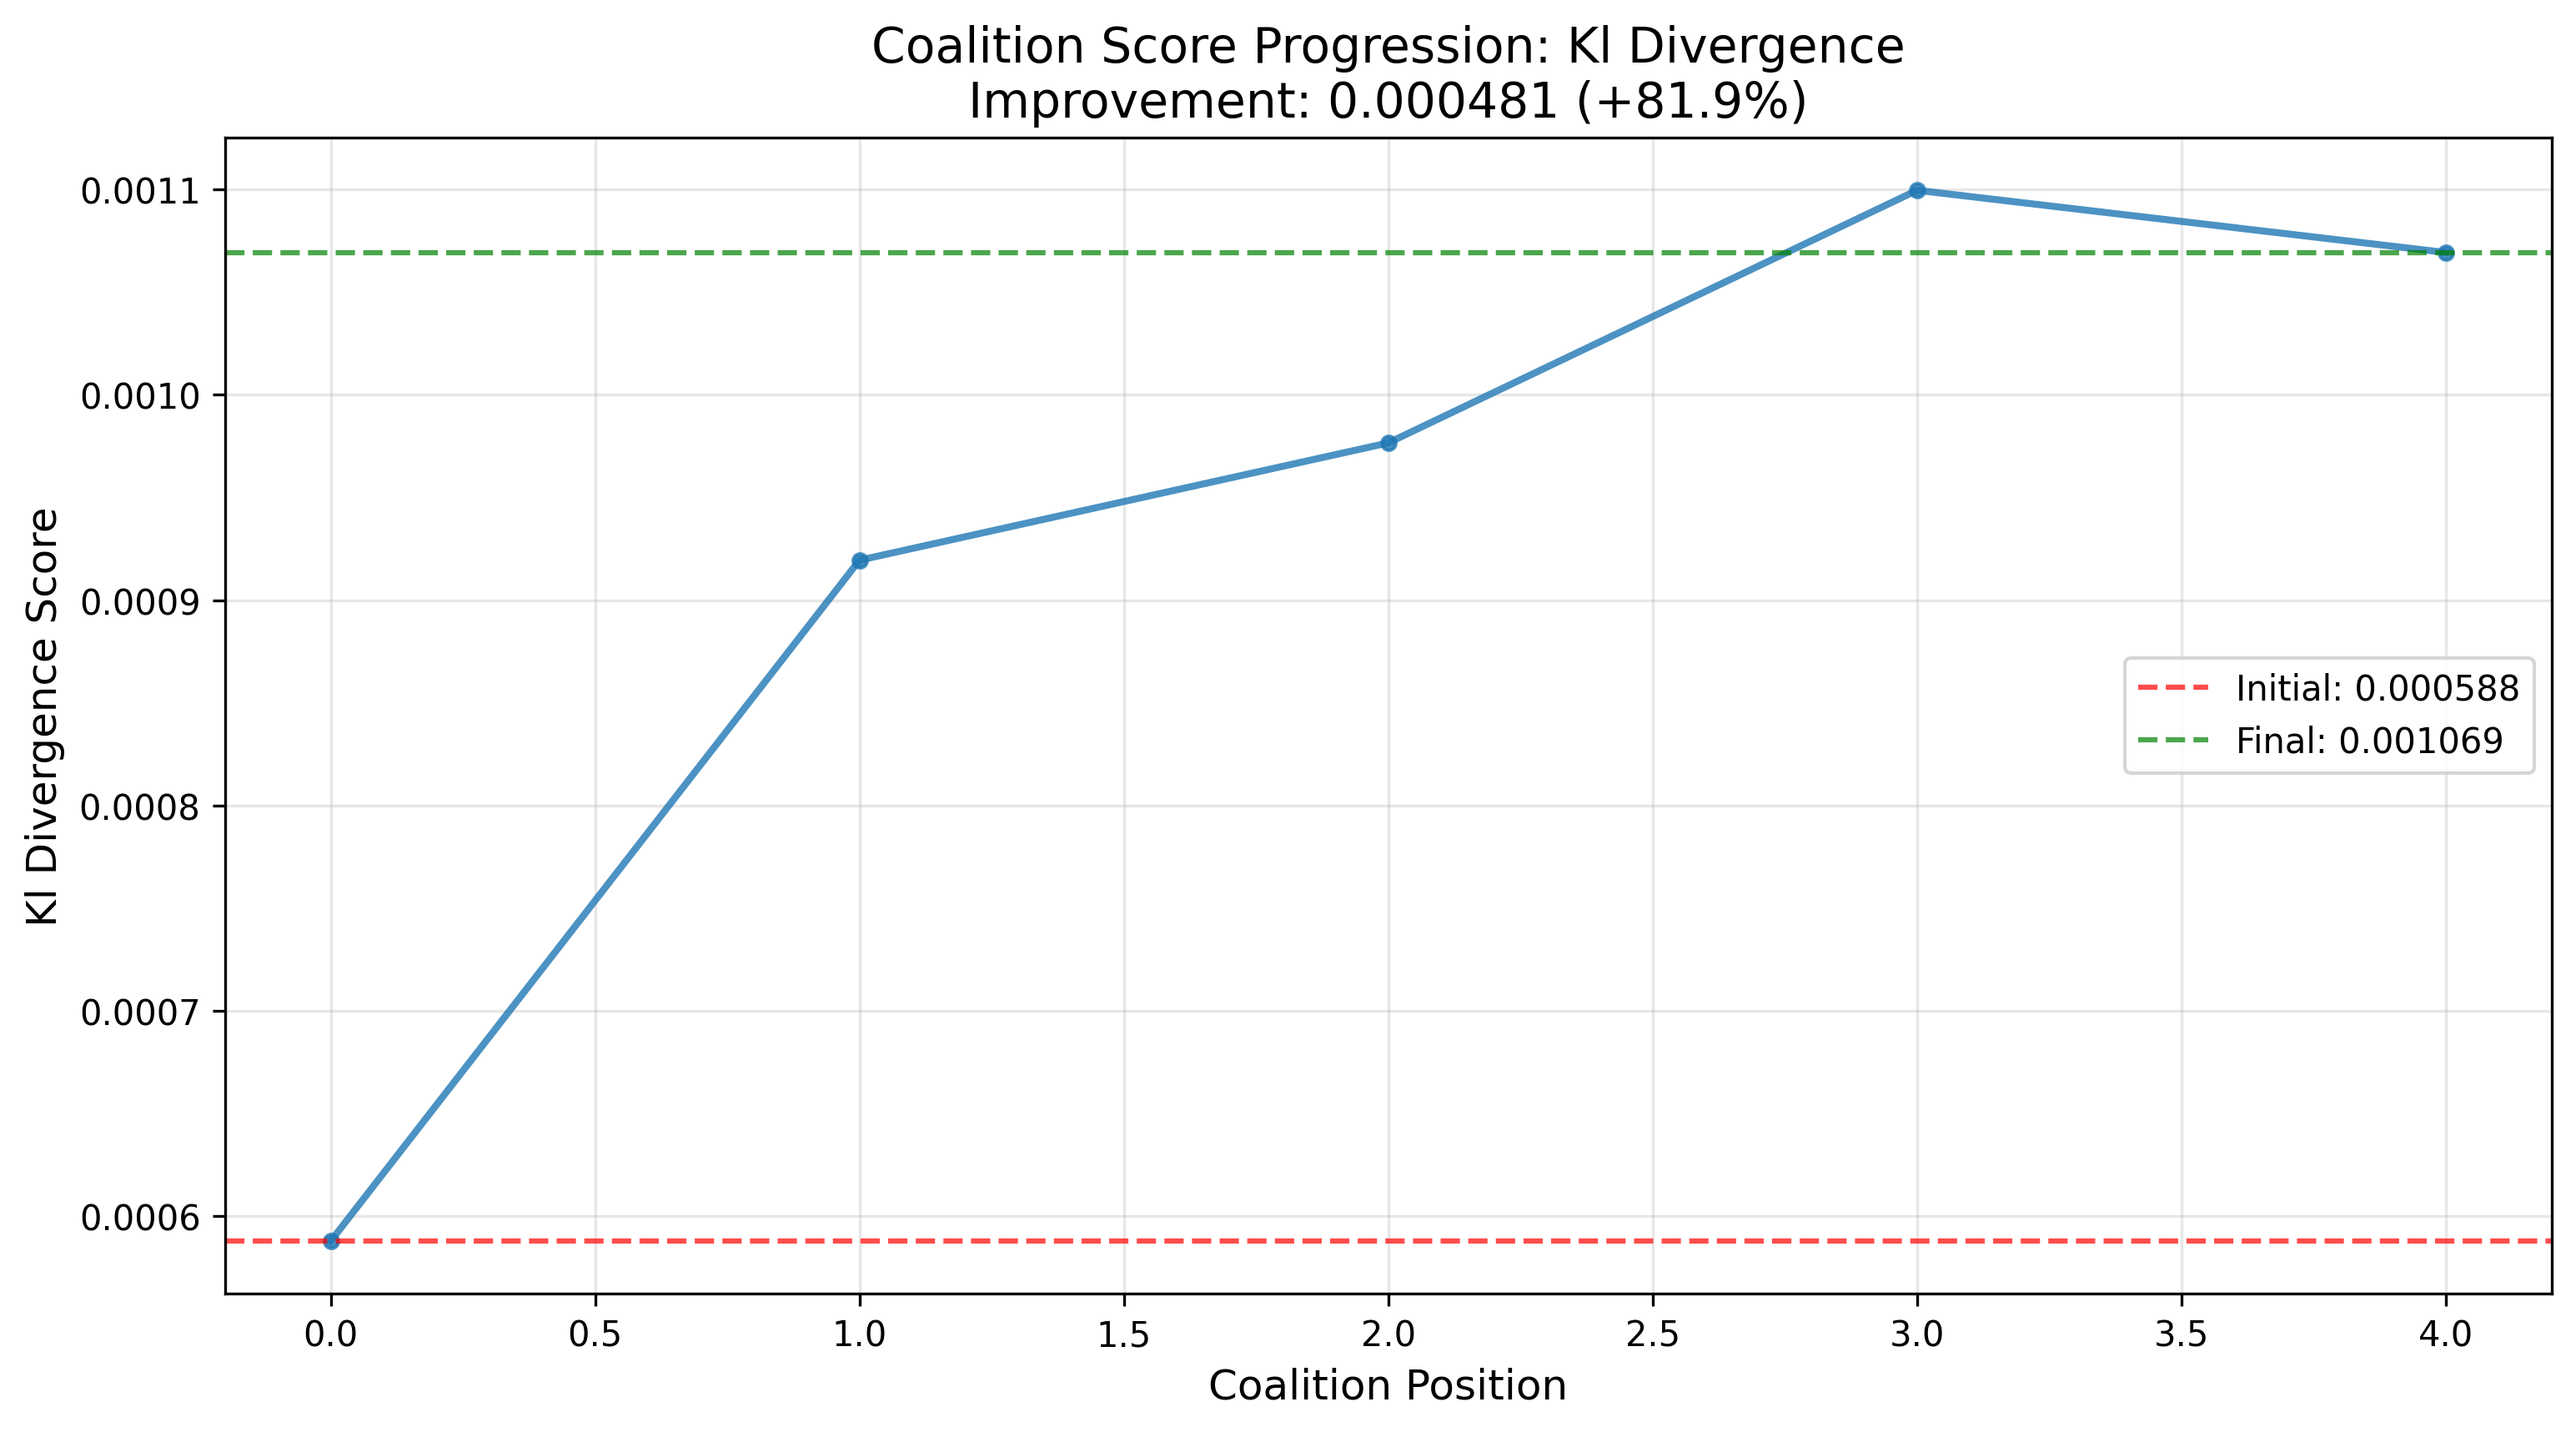 Coalition Score Progression: Kl Divergence
Improvement: 0.000481 (+81.9%)
Kl Divergence Score
0.0011
0.0010
0.0009
0.0008
0.0007
0.0006
Initial: 0.000588
Final: 0.001069
0.0 0.5 1.0 1.5 2.0 2.5 3.0 3.5 4.0
Coalition Position